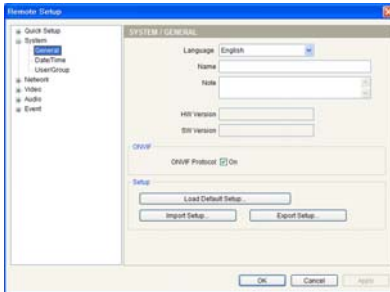 Remote Setup
Quick Setup
System
General
Date/Time
User/Group
Network
Video
Audio
Event
SYSTEM / GENERAL
Language English
Name
Note
HW Version
SW Version
ONVIF
ONVIF Protocol On
Setup
Load Default Setup...
Import Setup... Export Setup...
OK Cancel Apply